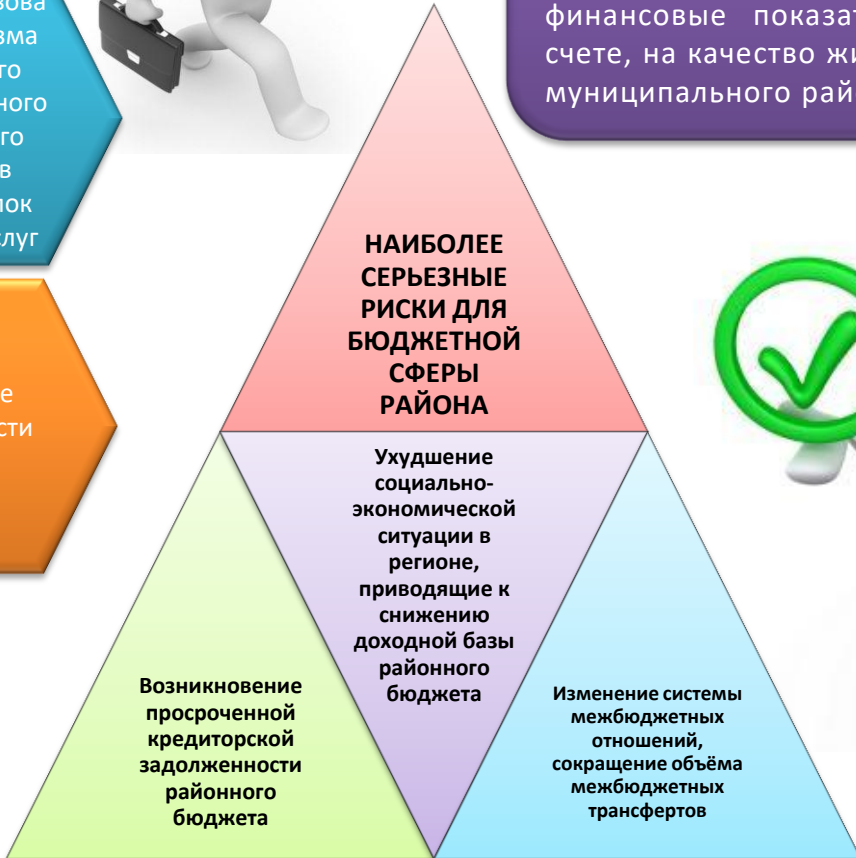 го
ного
го
в
слуг
финансовые показат
счете, на качество жи
муниципального рай
е
сти
НАИБОЛЕЕ
СЕРЬЕЗНЫЕ
РИСКИ ДЛЯ
БЮДЖЕТНОЙ
СФЕРЫ
РАЙОНА
Ухудшение
социально-
экономической
ситуации в
регионе,
приводящие к
снижению
доходной базы
районного
бюджета
Возникновение
просроченной
кредиторской
задолженности
районного
бюджета
Изменение системы
межбюджетных
отношений,
сокращение объёма
межбюджетных
трансфертов